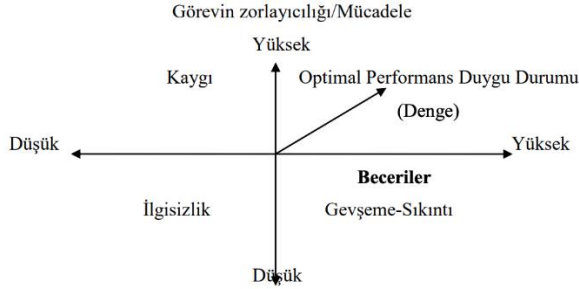 Görevin zorlayıcılığı/Mücadele
Yüksek
Kaygı Optimal Performans Duygu Durumu
(Denge)
Düşük Yüksek
Beceriler
İlgisizlik Gevşeme-Sıkıntı
Düşük